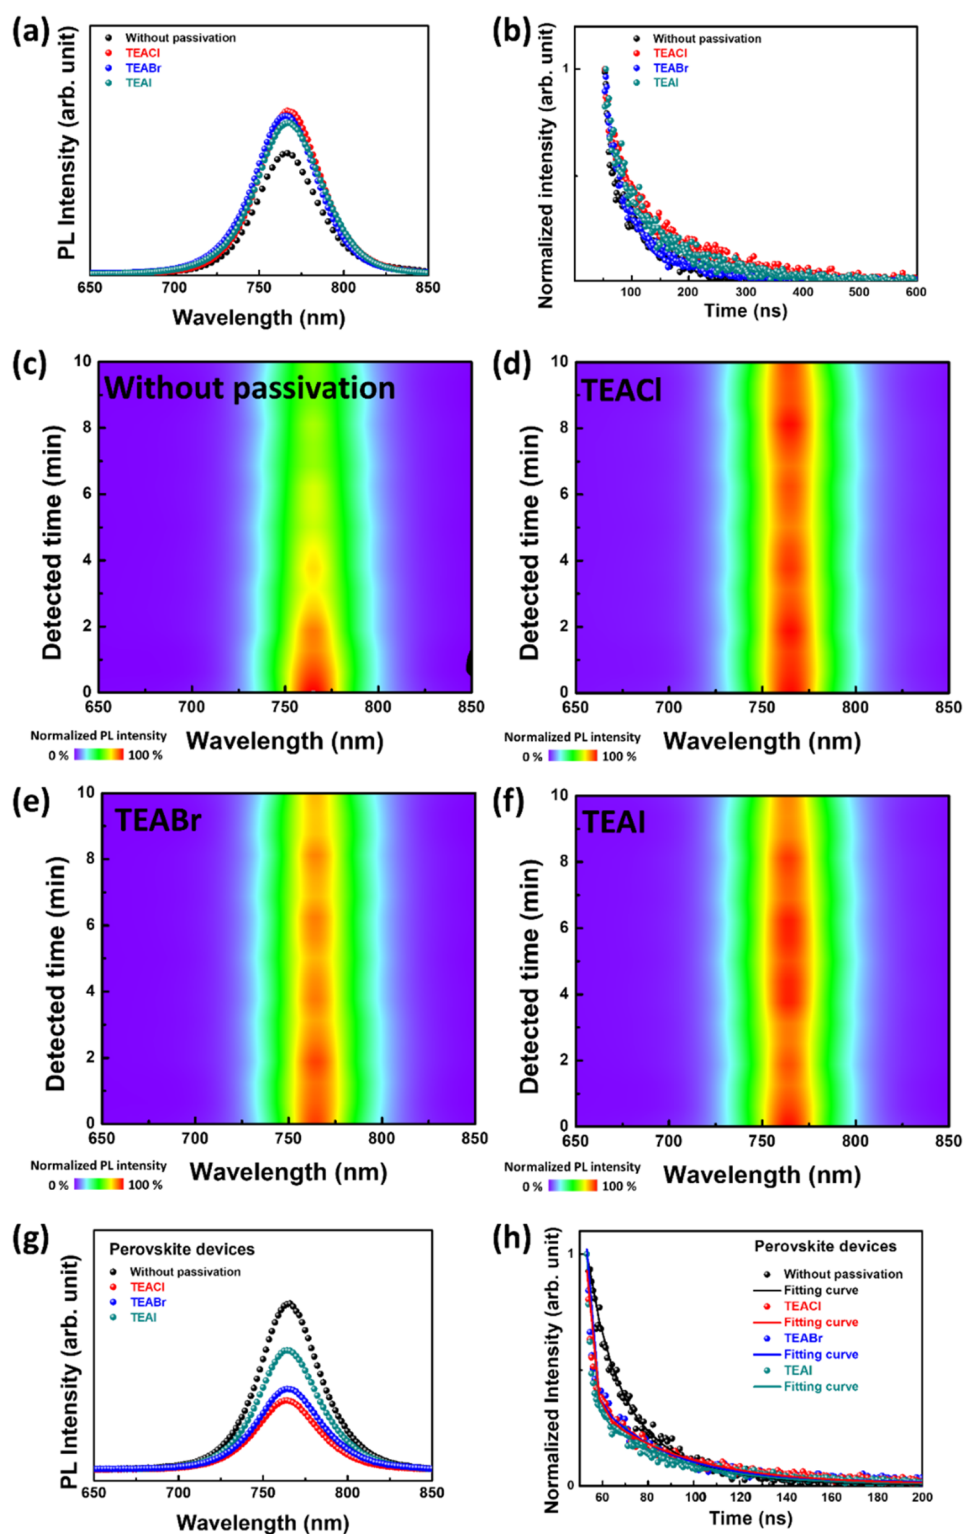 (a)
Without passivation
TEACl
TEABr
TEAI
PL Intensity (arb. unit)
650 700 750 800 850
Wavelength (nm)
(b)
Without passivation
TEACl
TEABr
TEAI
1
0
Normalized intensity (arb. unit)
100 200 300 400 500 600
Time (ns)
(c)
Without passivation
10
8
6
4
2
0
Detected time (min)
650 700 750 800 850
Wavelength (nm)
Normalized PL intensity
0 % 100 %
(d)
TEACl
10
8
6
4
2
0
Detected time (min)
650 700 750 800 850
Wavelength (nm)
Normalized PL intensity
0 % 100 %
(e)
TEABr
10
8
6
4
2
0
Detected time (min)
650 700 750 800 850
Wavelength (nm)
Normalized PL intensity
0 % 100 %
(f)
TEAI
10
8
6
4
2
0
Detected time (min)
650 700 750 800 850
Wavelength (nm)
Normalized PL intensity
0 % 100 %
(g)
Perovskite devices
Without passivation
TEACl
TEABr
TEAI
PL Intensity (arb. unit)
650 700 750 800 850
Wavelength (nm)
(h)
Perovskite devices
Without passivation
Fitting curve
TEACl
Fitting curve
TEABr
Fitting curve
TEAI
Fitting curve
1
0
Normalized Intensity (arb. unit)
60 80 100 120 140 160 180 200
Time (ns)